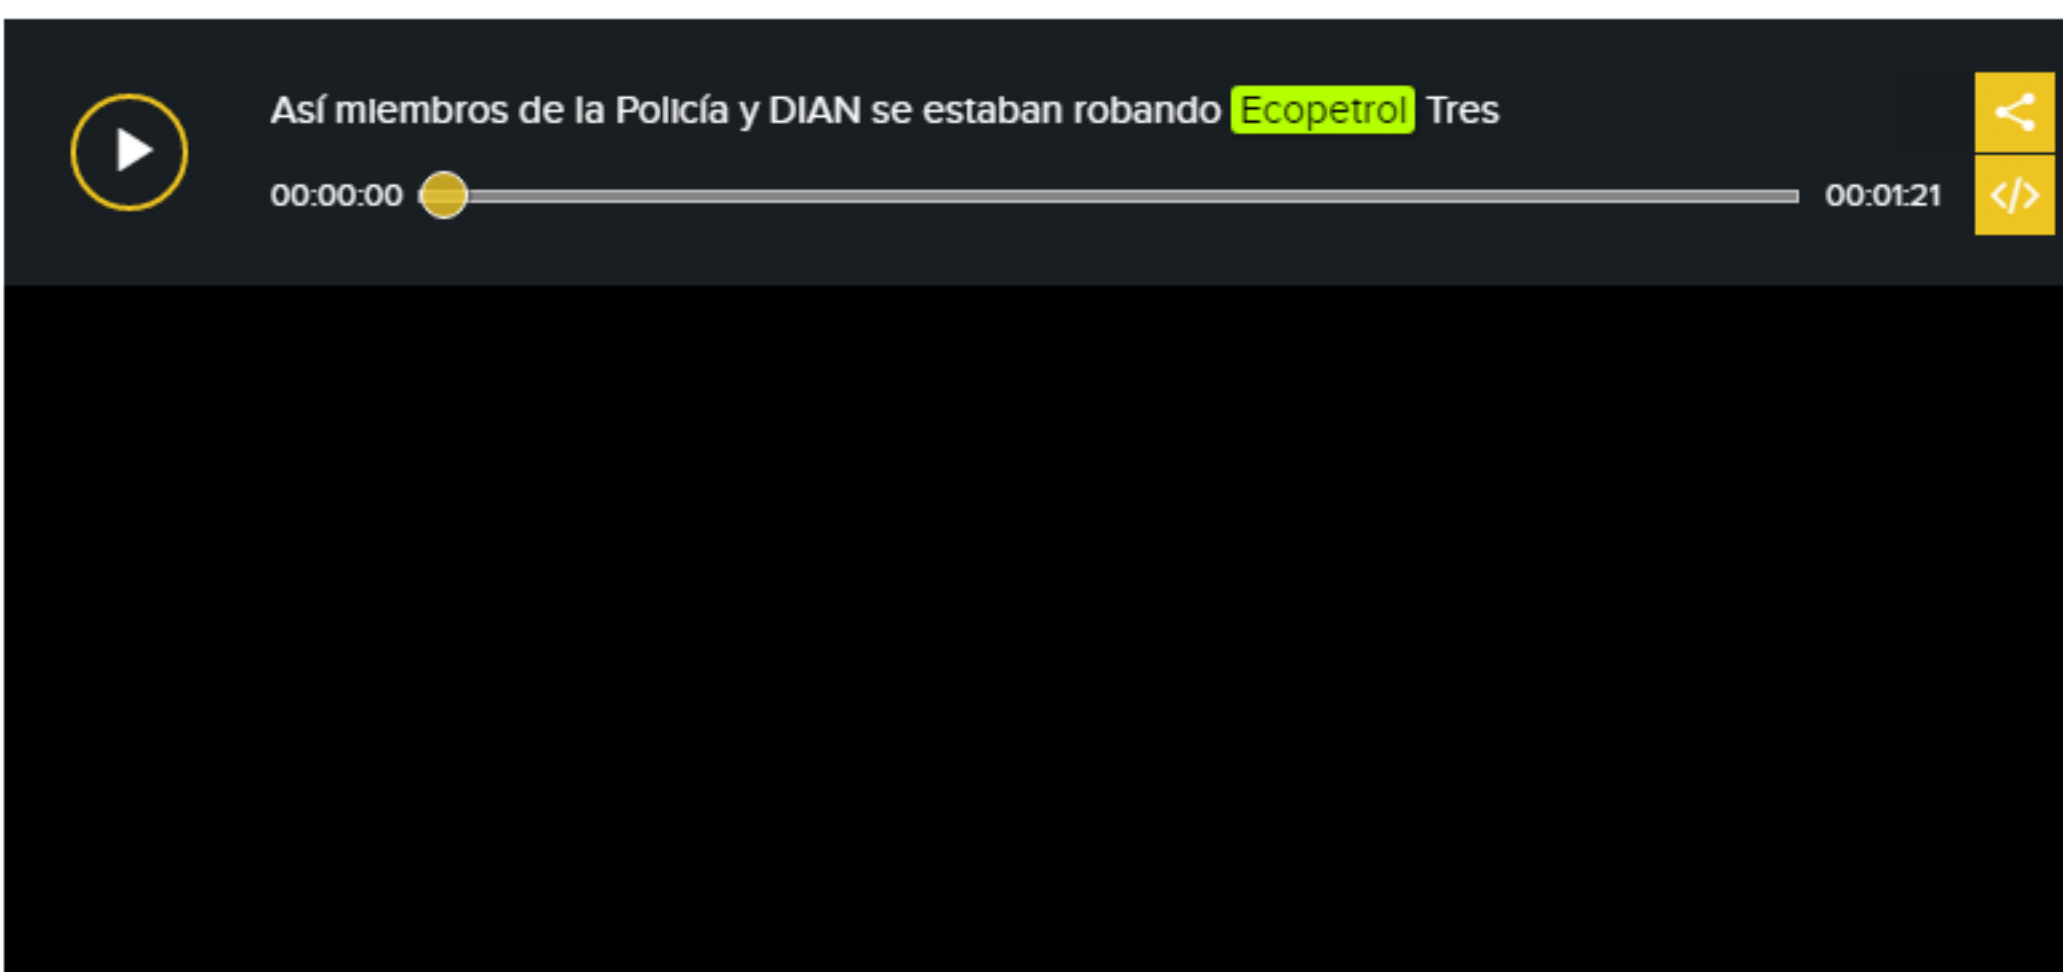 Así miembros de la Policía y DIAN se estaban robando Ecopetrol Tres
00:00:00 00:01:21